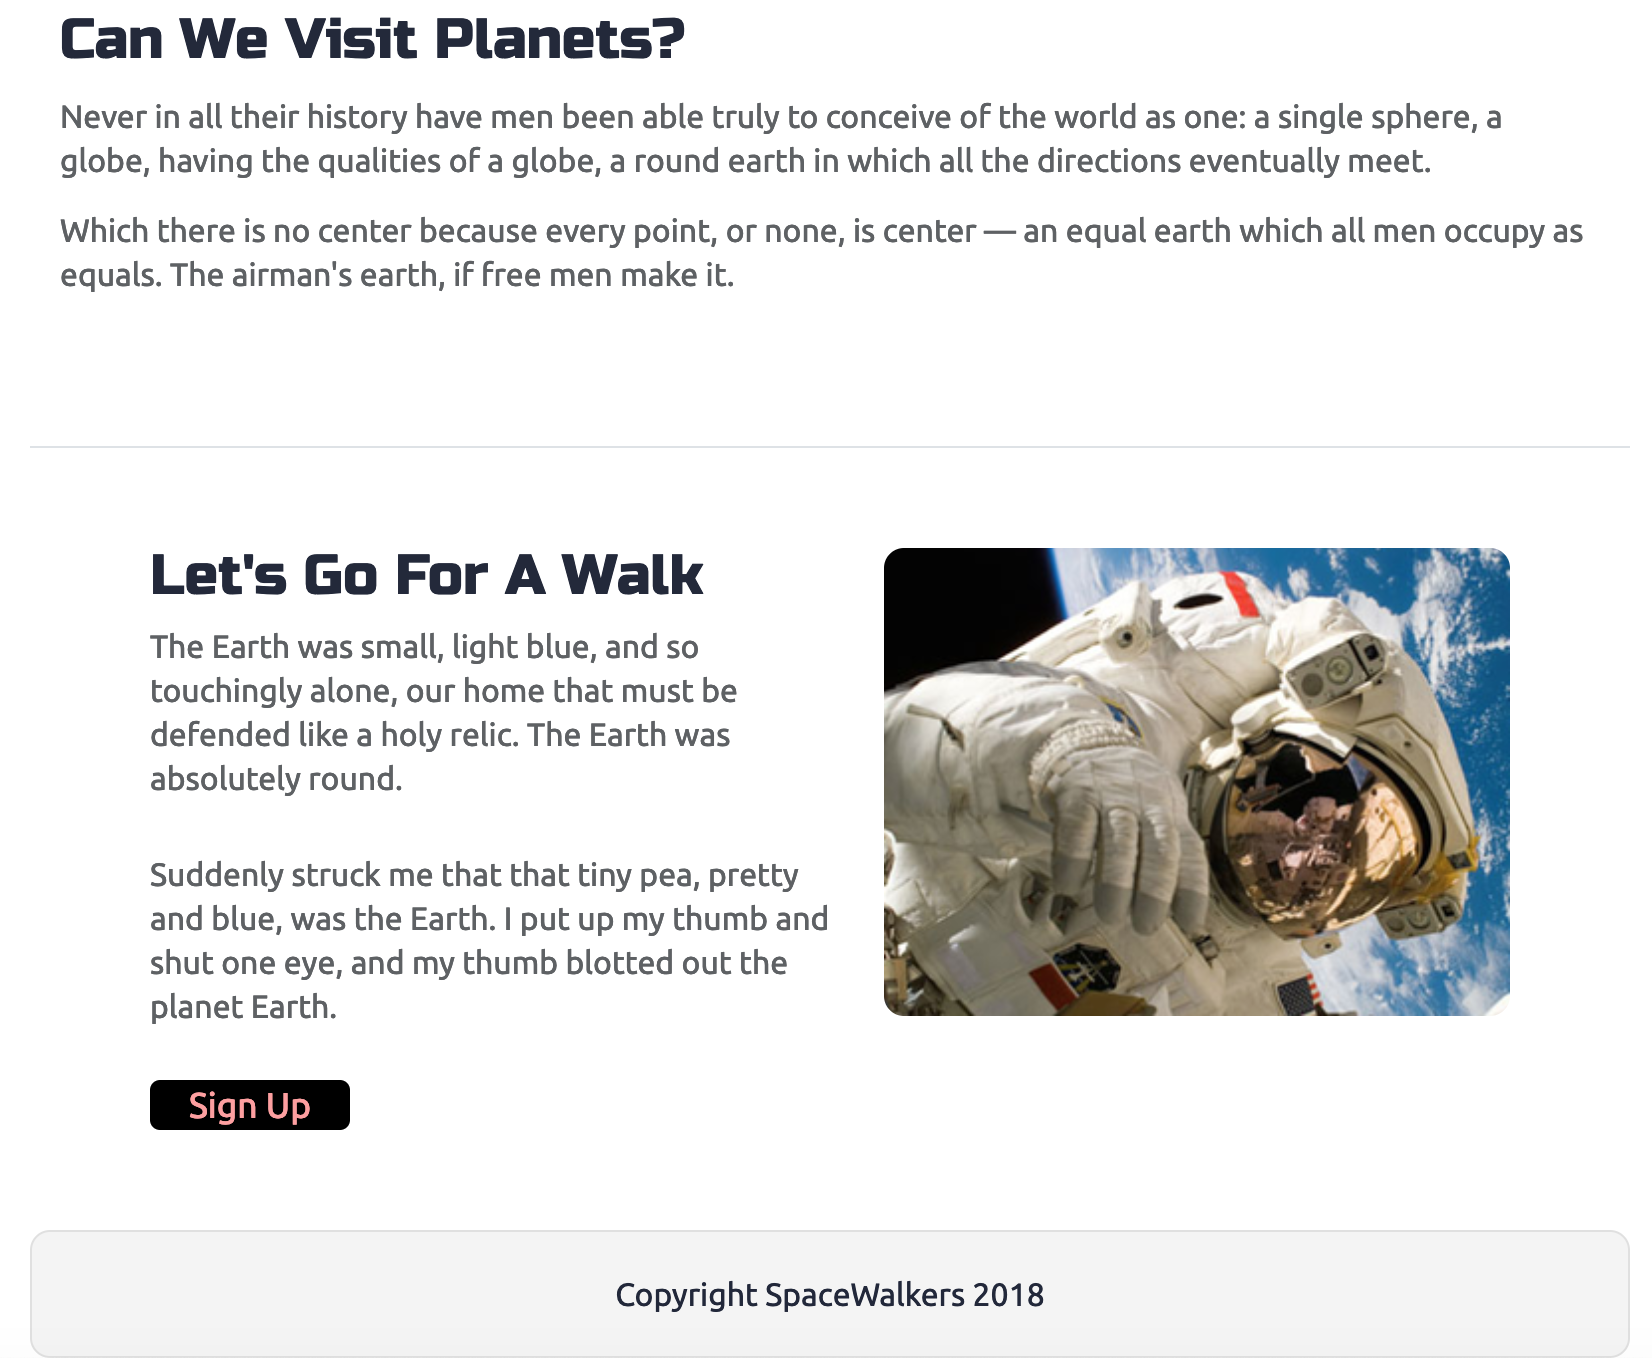 Can We Visit Planets?
Never in all their history have men been able truly to conceive of the world as one: a single sphere, a
globe, having the qualities of a globe, a round earth in which all the directions eventually meet.
Which there is no center because every point, or none, is center — an equal earth which all men occupy as
equals. The airman's earth, if free men make it.
Let's Go For A Walk
The Earth was small, light blue, and so
touchingly alone, our home that must be
defended like a holy relic. The Earth was
absolutely round.
Suddenly struck me that that tiny pea, pretty
and blue, was the Earth. I put up my thumb and
shut one eye, and my thumb blotted out the
planet Earth.
Sign Up
Copyright SpaceWalkers 2018